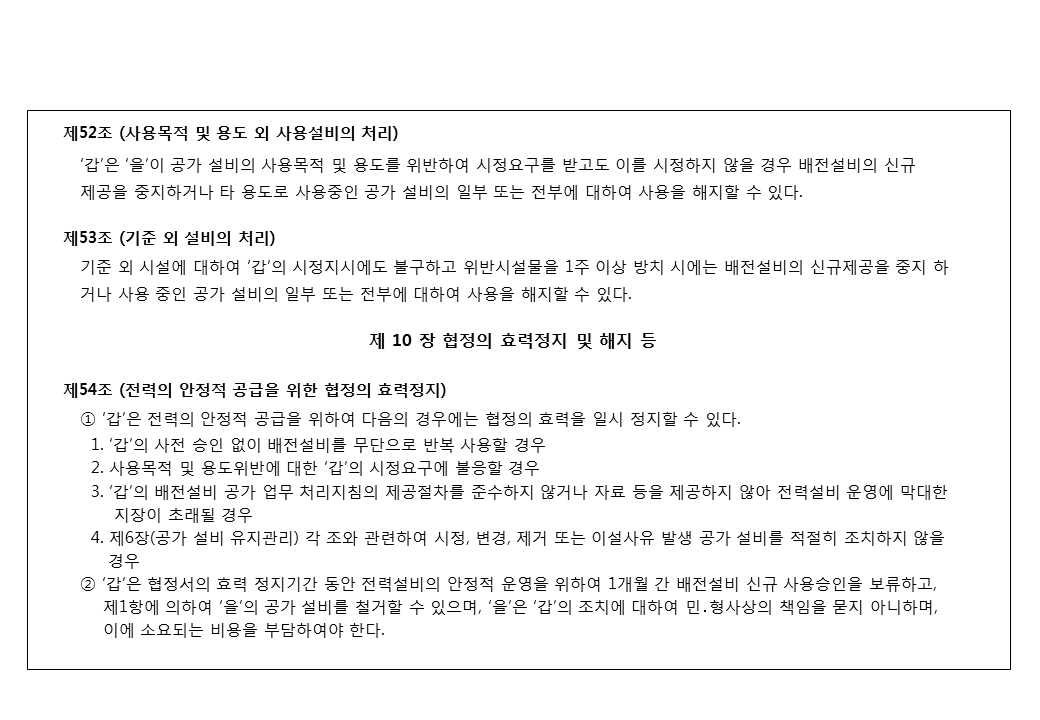 제52조 (사용목적 및 용도 외 사용설비의 처리)
‘갑’은 ‘을’이 공가 설비의 사용목적 및 용도를 위반하여 시정요구를 받고도 이를 시정하지 않을 경우 배전설비의 신규
제공을 중지하거나 타 용도로 사용중인 공가 설비의 일부 또는 전부에 대하여 사용을 해지할 수 있다.
제53조 (기준 외 설비의 처리)
기준 외 시설에 대하여 ‘갑’의 시정지시에도 불구하고 위반시설물을 1주 이상 방치 시에는 배전설비의 신규제공을 중지 하
거나 사용 중인 공가 설비의 일부 또는 전부에 대하여 사용을 해지할 수 있다.
제 10 장 협정의 효력정지 및 해지 등
제54조 (전력의 안정적 공급을 위한 협정의 효력정지)
① ‘갑’은 전력의 안정적 공급을 위하여 다음의 경우에는 협정의 효력을 일시 정지할 수 있다.
1. ‘갑’의 사전 승인 없이 배전설비를 무단으로 반복 사용할 경우
2. 사용목적 및 용도위반에 대한 ‘갑’의 시정요구에 불응할 경우
3. ‘갑’의 배전설비 공가 업무 처리지침의 제공절차를 준수하지 않거나 자료 등을 제공하지 않아 전력설비 운영에 막대한
지장이 초래될 경우
4. 제6장(공가 설비 유지관리) 각 조와 관련하여 시정, 변경, 제거 또는 이설사유 발생 공가 설비를 적절히 조치하지 않을
경우
② ‘갑’은 협정서의 효력 정지기간 동안 전력설비의 안정적 운영을 위하여 1개월 간 배전설비 신규 사용승인을 보류하고,
제1항에 의하여 ‘을’의 공가 설비를 철거할 수 있으며, ‘을’은 ‘갑’의 조치에 대하여 민.형사상의 책임을 묻지 아니하며,
이에 소요되는 비용을 부담하여야 한다.